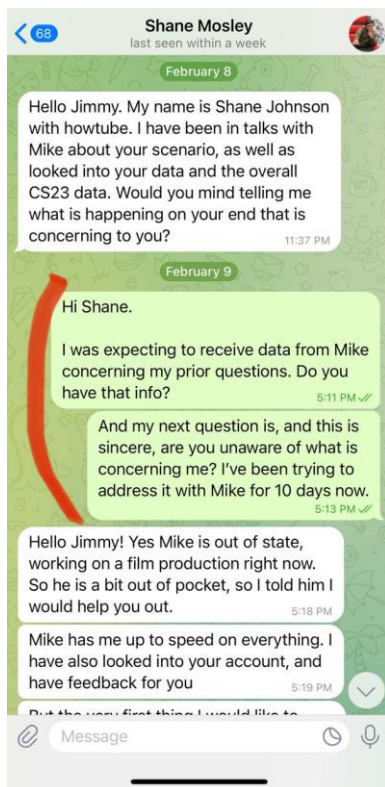 68
Shane Mosley
last seen within a week
February 8
Hello Jimmy. My name is Shane Johnson
with howtube. I have been in talks with
Mike about your scenario, as well as
looked into your data and the overall
CS23 data. Would you mind telling me
what is happening on your end that is
concerning to you?
11:37 PM
February 9
Hi Shane.
I was expecting to receive data from Mike
concerning my prior questions. Do you
have that info?
5:11 PM
And my next question is, and this is
sincere, are you unaware of what is
concerning me? I've been trying to
address it with Mike for 10 days now.
5:13 PM
Hello Jimmy! Yes Mike is out of state,
working on a film production right now.
So he is a bit out of pocket, so I told him I
would help you out.
5:18 PM
Mike has me up to speed on everything. I
have also looked into your account, and
have feedback for you
5:19 PM
But the very first thing I would like to
Message